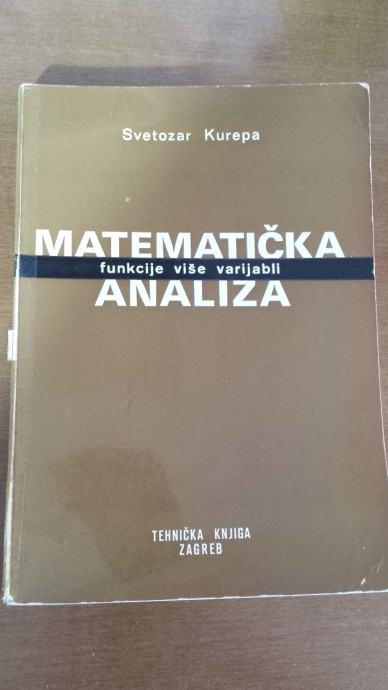 Svetozar Kurepa
MATEMATIČKA
funkcije više varijabli
ANALIZA
TEHNIČKA KNJIGA
ZAGREB